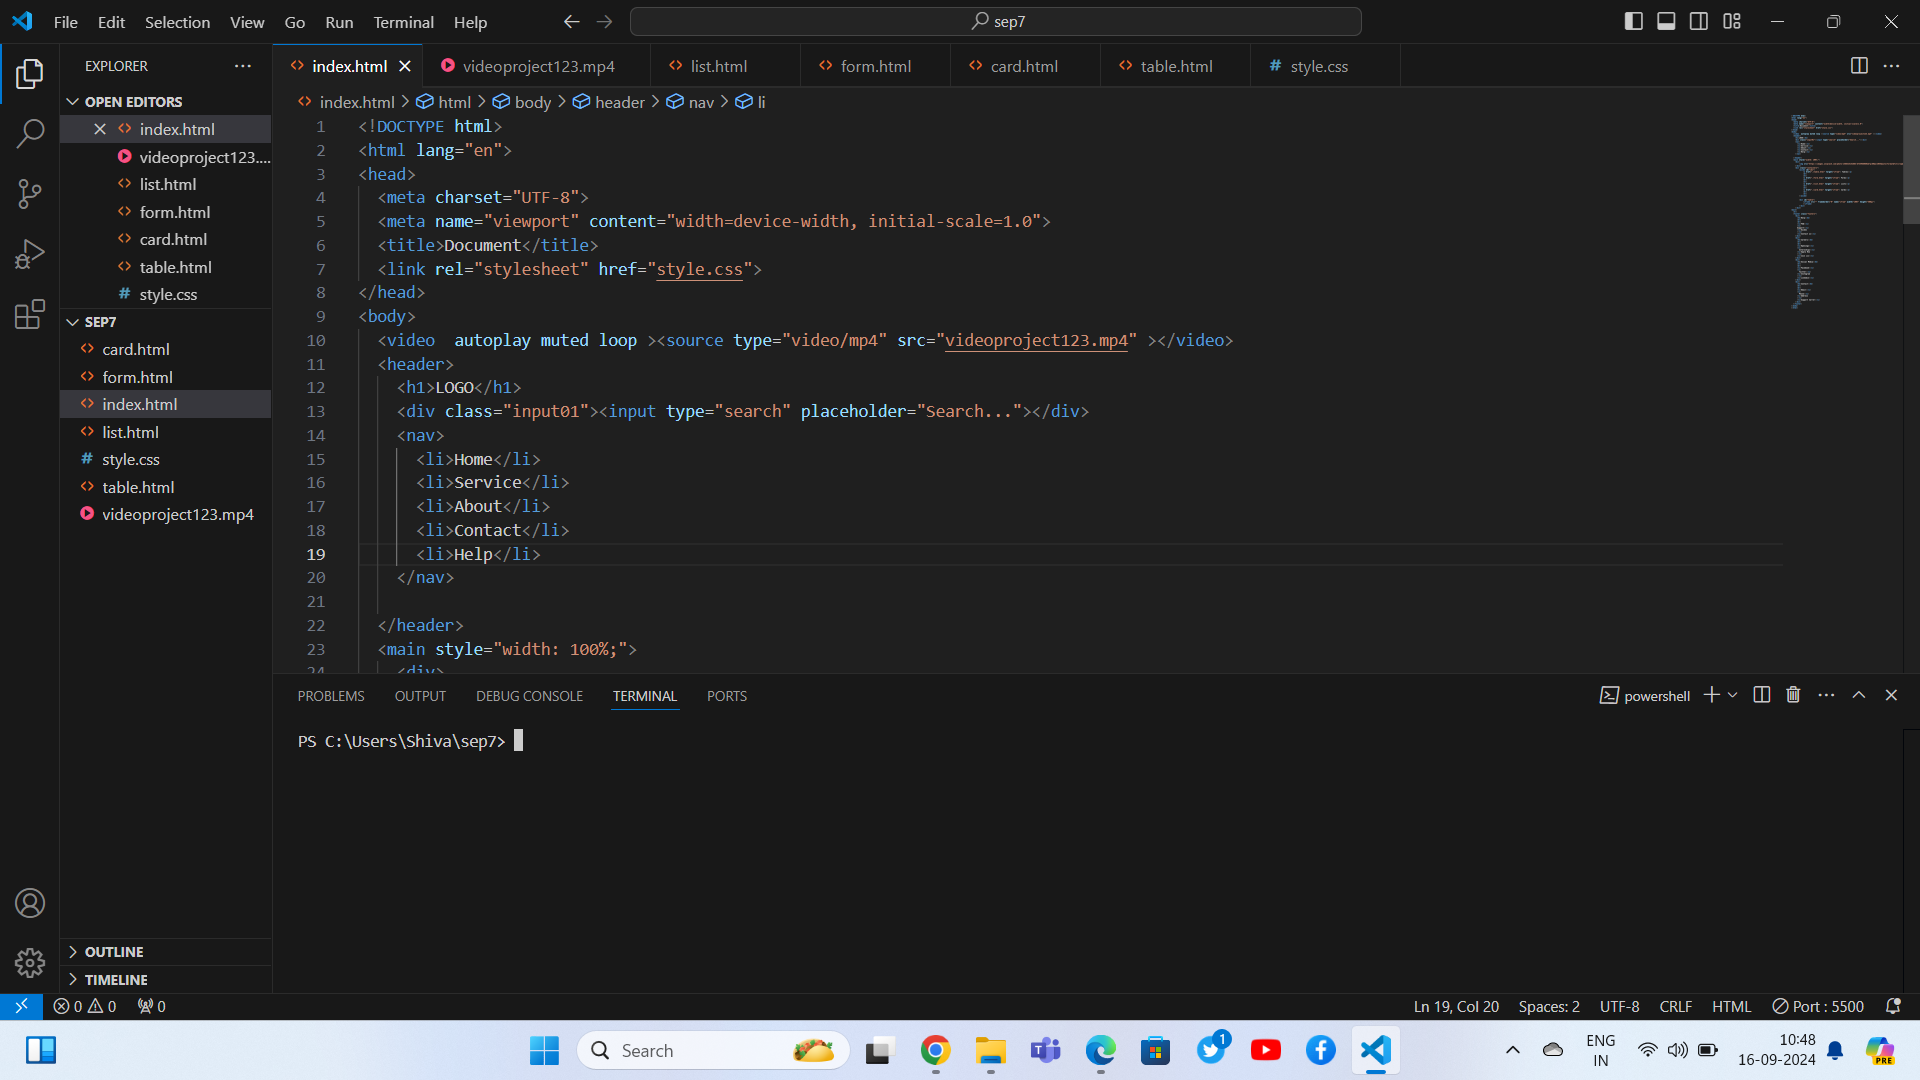 File Edit Selection View Go Run Terminal Help
sep7
EXPLORER
index.html
videoproject123.mp4
list.html
form.html
card.html
table.html
# style.css
OPEN EDITORS
index.html
videoproject123....
list.html
form.html
card.html
table.html
# style.css
SEP7
card.html
form.html
index.html
list.html
# style.css
table.html
videoproject123.mp4
OUTLINE
TIMELINE
index.html > html > body > header > nav > li
1 <!DOCTYPE html>
2 <html lang="en">
3 <head>
4 <meta charset="UTF-8">
5 <meta name="viewport" content="width=device-width, initial-scale=1.0">
6 <title>Document</title>
7 <link rel="stylesheet" href="style.css">
8 </head>
9 <body>
10 <video  autoplay muted loop ><source type="video/mp4" src="videoproject123.mp4" ></video>
11 <header>
12 <h1>LOGO</h1>
13 <div class="input01"><input type="search" placeholder="Search..."></div>
14 <nav>
15 <li>Home</li>
16 <li>Service</li>
17 <li>About</li>
18 <li>Contact</li>
19 <li>Help</li>
20 </nav>
21
22 </header>
23 <main style="width: 100%;">
24 <div>
PROBLEMS OUTPUT DEBUG CONSOLE TERMINAL PORTS
powershell
PS C:\Users\Shiva\sep7>
0 0 0
Ln 19, Col 20 Spaces: 2 UTF-8 CRLF HTML Port : 5500
Search
1
ENG
IN
10:48
16-09-2024
PRE